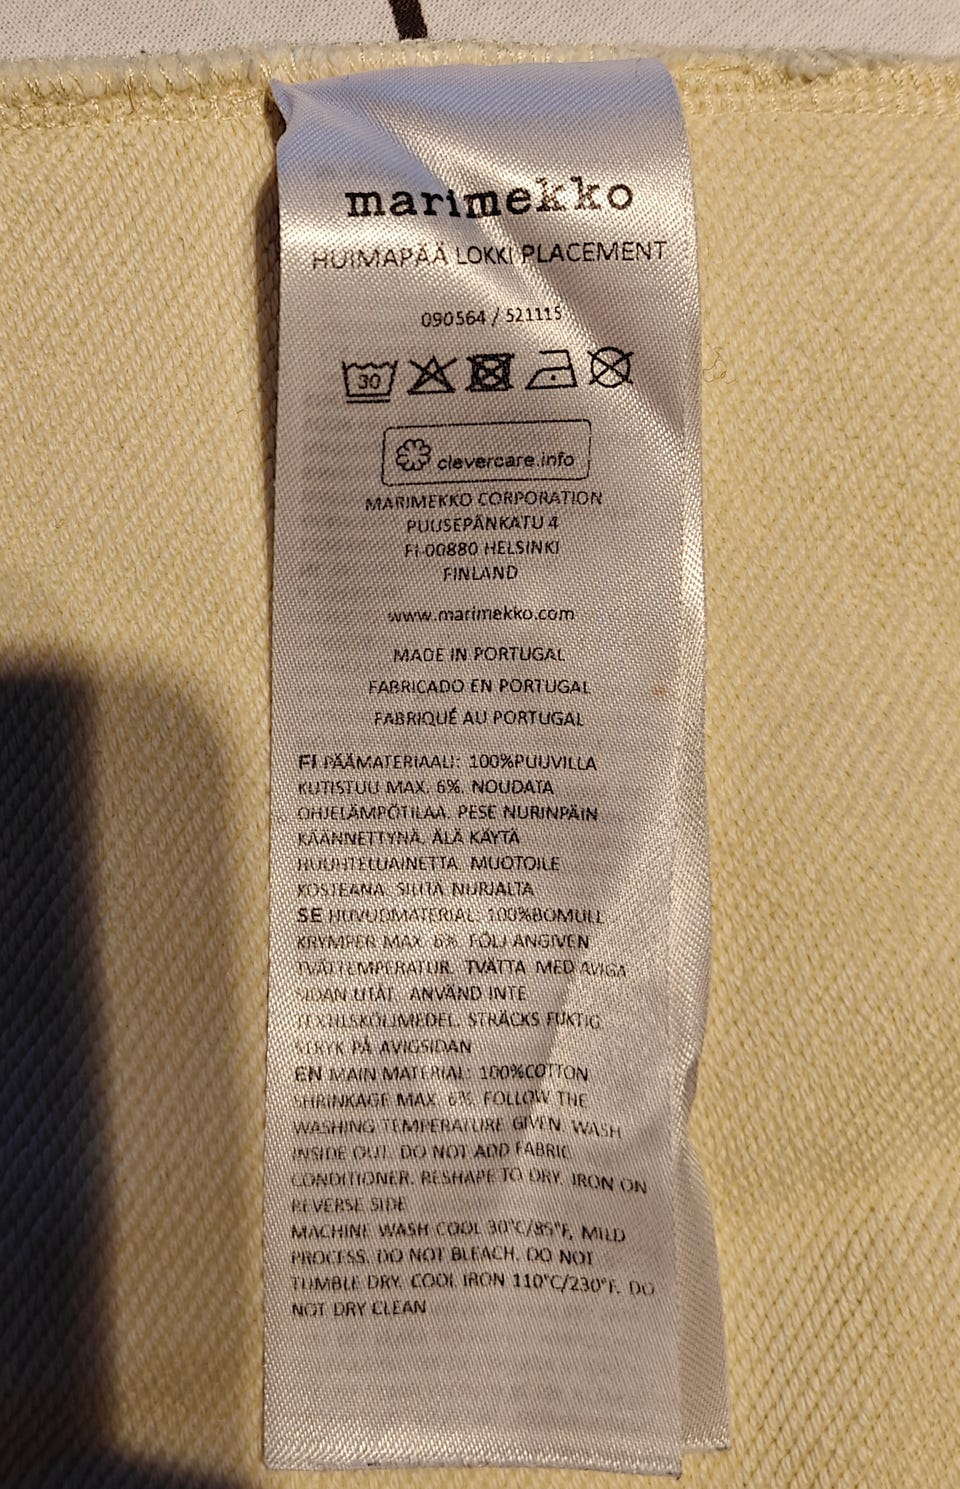 marimekko
HUIMAPÄÄ LOKKI PLACEMENT
090564 / 521115
30
clevercare.info
MARIMEKKO CORPORATION
PUUSEPÄNKATU 4
FI-00880 HELSINKI
FINLAND
www.marimekko.com
MADE IN PORTUGAL
FABRICADO EN PORTUGAL
FABRIQUÉ AU PORTUGAL
FI PÄÄMATERIAALI: 100%PUUVILLA
KUTISTUU MAX. 6%. NOUDATA
OHJELÄMPÖTILAA. PESE NURINPÄIN
KÄÄNNETTYNÄ. ÄLÄ KÄYTÄ
HUUHTELUAINETTA. MUOTOILE
KOSTEANA. SILITÄ NURJALTA
SE HUVUDMATERIAL: 100%BOMULL
KRYMPER MAX. 6%. FÖLJ ANGIVEN
TVÄTTEMPERATUR. TVÄTTA MED AVIGA
SIDAN UTÅT. ANVÄND INTE
TEXTILSKÖLJMEDEL. STRÄCKS FUKTIG.
STRYK PÅ AVIGSIDAN
EN MAIN MATERIAL: 100%COTTON
SHRINKAGE MAX. 6%. FOLLOW THE
WASHING TEMPERATURE GIVEN. WASH
INSIDE OUT. DO NOT ADD FABRIC
CONDITIONER. RESHAPE TO DRY. IRON ON
REVERSE SIDE
MACHINE WASH COOL 30°C/85°F, MILD
PROCESS. DO NOT BLEACH. DO NOT
TUMBLE DRY. COOL IRON 110°C/230°F. DO
NOT DRY CLEAN